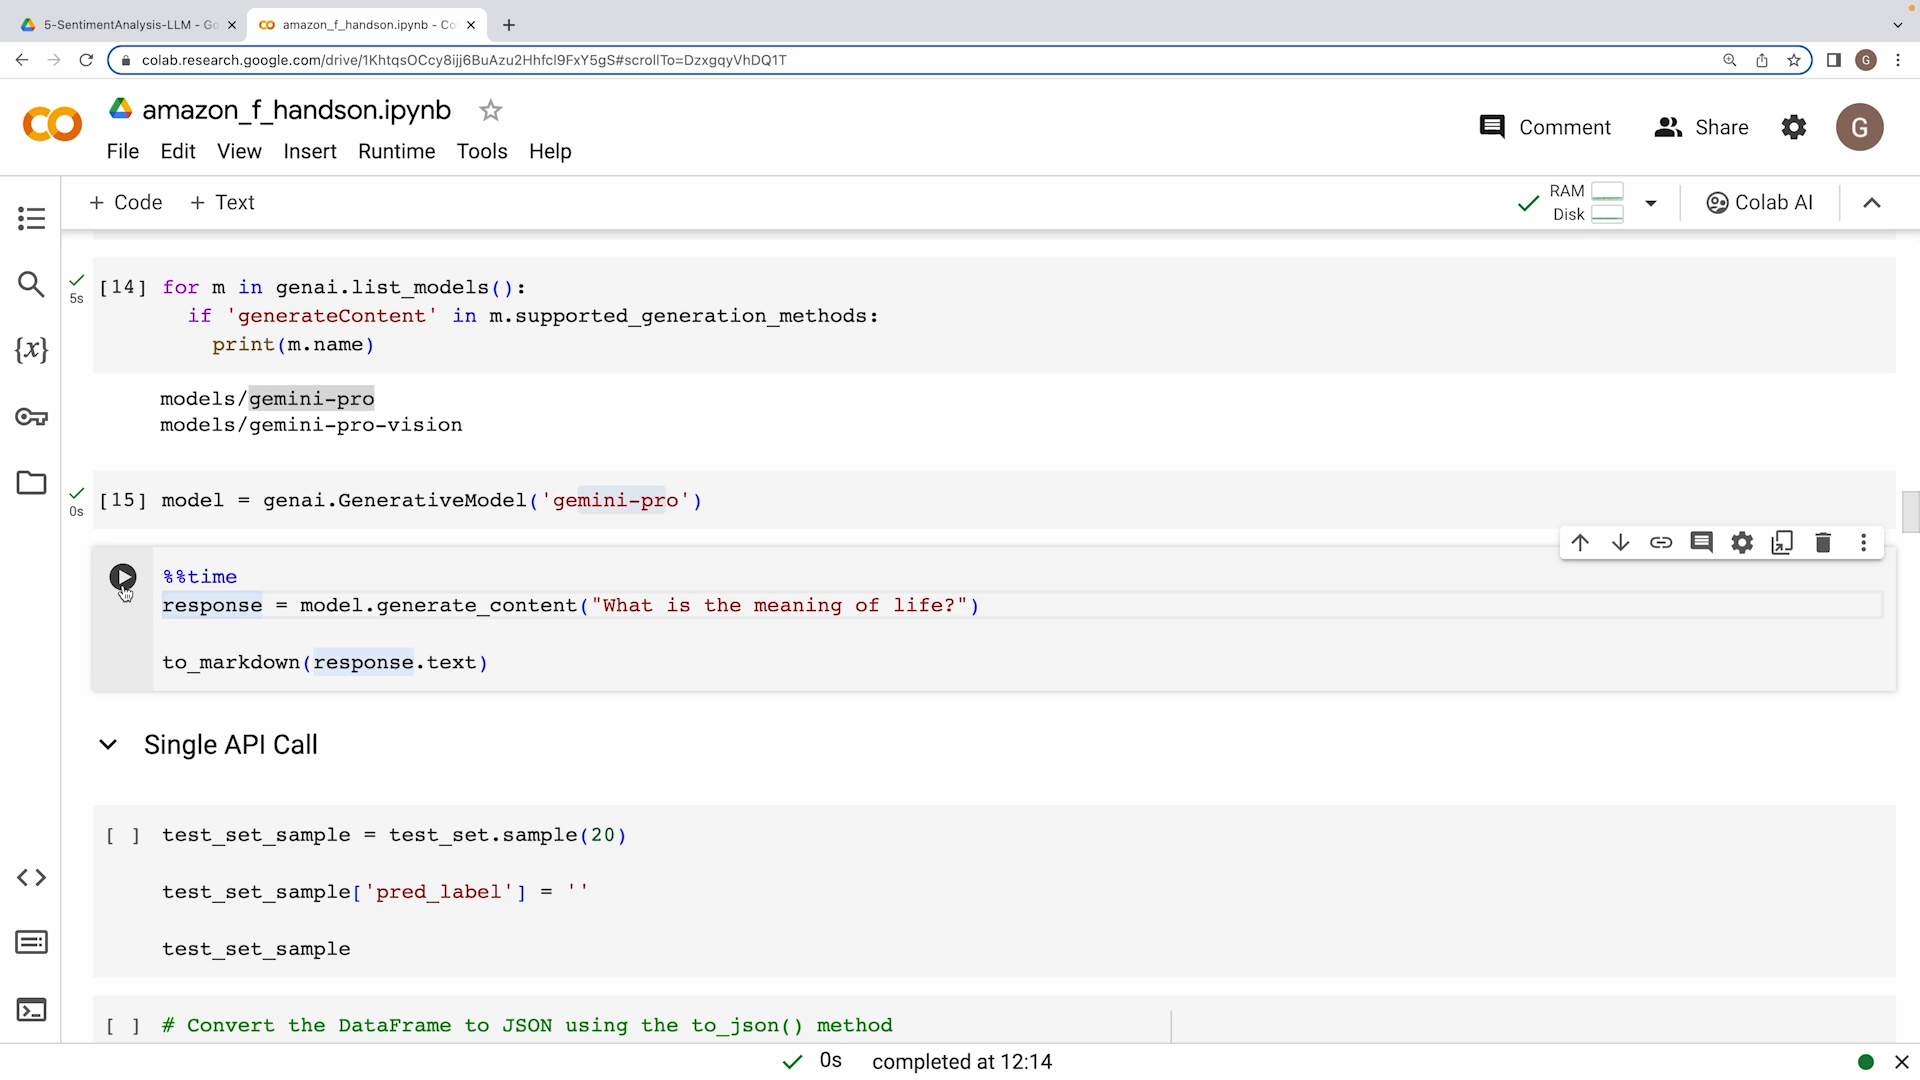 5-SentimentAnalysis-LLM - Go
amazon_f_handson.ipynb - Co
colab.research.google.com/drive/1KhtqsOCcy8ijj6BuAzu2Hhfcl9FxY5gS#scrollTo=DzxgqyVhDQ1T
G
amazon_f_handson.ipynb
Comment
Share
G
File Edit View Insert Runtime Tools Help
+ Code + Text
RAM
Disk
Colab AI
[14] for m in genai.list_models():
5s
if 'generateContent' in m.supported_generation_methods:
{x}
print(m.name)
models/gemini-pro
models/gemini-pro-vision
[15] model = genai.GenerativeModel('gemini-pro')
0s
%%time
response = model.generate_content("What is the meaning of life?")
to_markdown(response.text)
Single API Call
[ ] test_set_sample = test_set.sample(20)
test_set_sample['pred_label'] = ''
test_set_sample
[ ] # Convert the DataFrame to JSON using the to_json() method
0s completed at 12:14